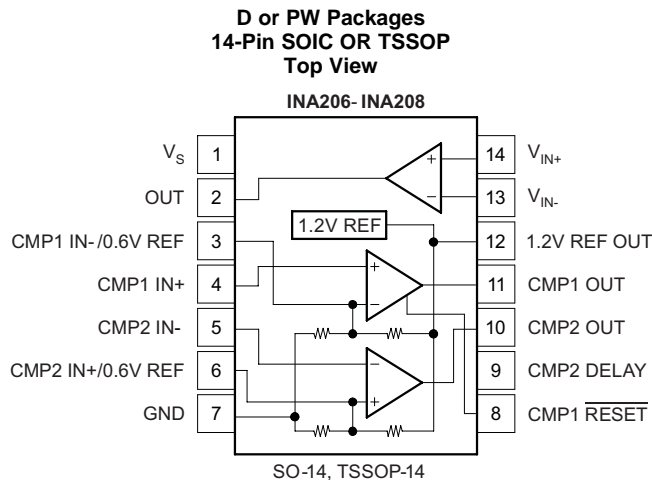 D or PW Packages
14-Pin SOIC OR TSSOP
Top View
INA206- INA208
VS 1
OUT 2
CMP1 IN-/0.6V REF 3
CMP1 IN+ 4
CMP2 IN- 5
CMP2 IN+/0.6V REF 6
GND 7
+
−
1.2V REF
+
−
−
+
14 VIN+
13 VIN-
12 1.2V REF OUT
11 CMP1 OUT
10 CMP2 OUT
9 CMP2 DELAY
8 CMP1 RESET
SO-14, TSSOP-14